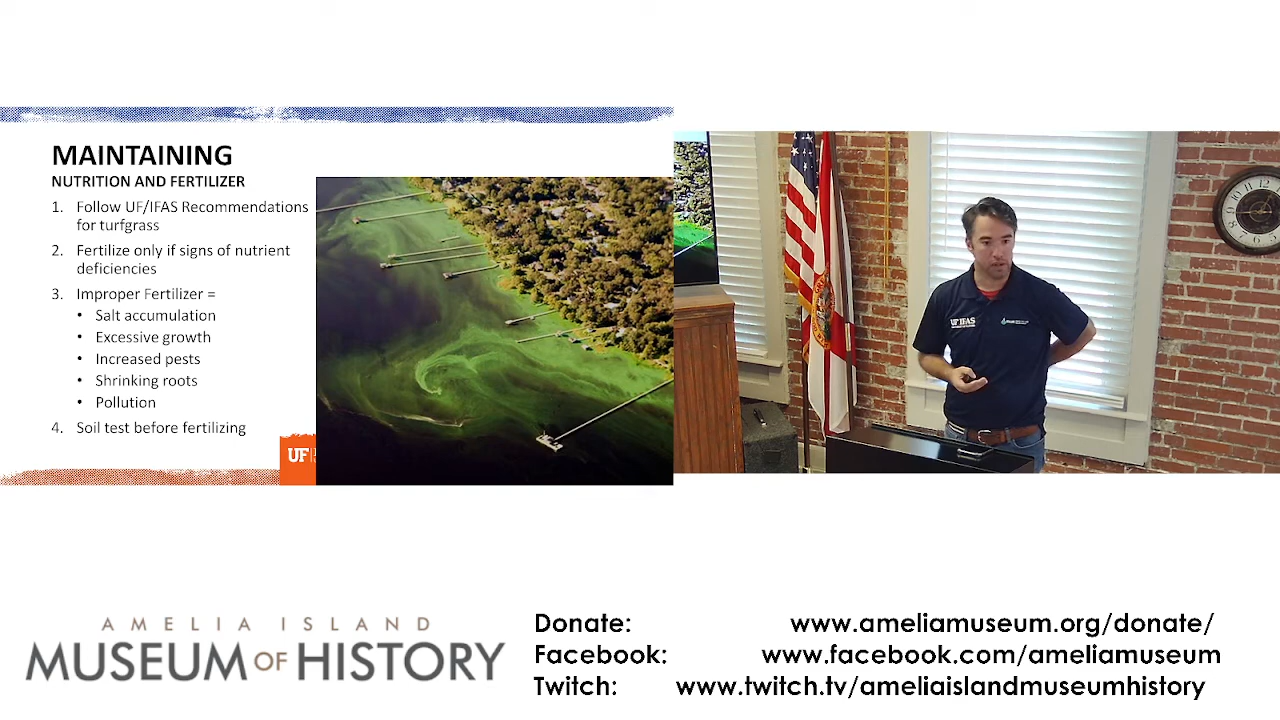 MAINTAINING
NUTRITION AND FERTILIZER
1. Follow UF/IFAS Recommendations
for turfgrass
2. Fertilize only if signs of nutrient
deficiencies
3. Improper Fertilizer =
• Salt accumulation
• Excessive growth
• Increased pests
• Shrinking roots
• Pollution
4. Soil test before fertilizing
UF
UF IFAS
AMELIA ISLAND
MUSEUM OF HISTORY
Donate: www.ameliamuseum.org/donate/
Facebook: www.facebook.com/ameliamuseum
Twitch: www.twitch.tv/ameliaislandmuseumhistory